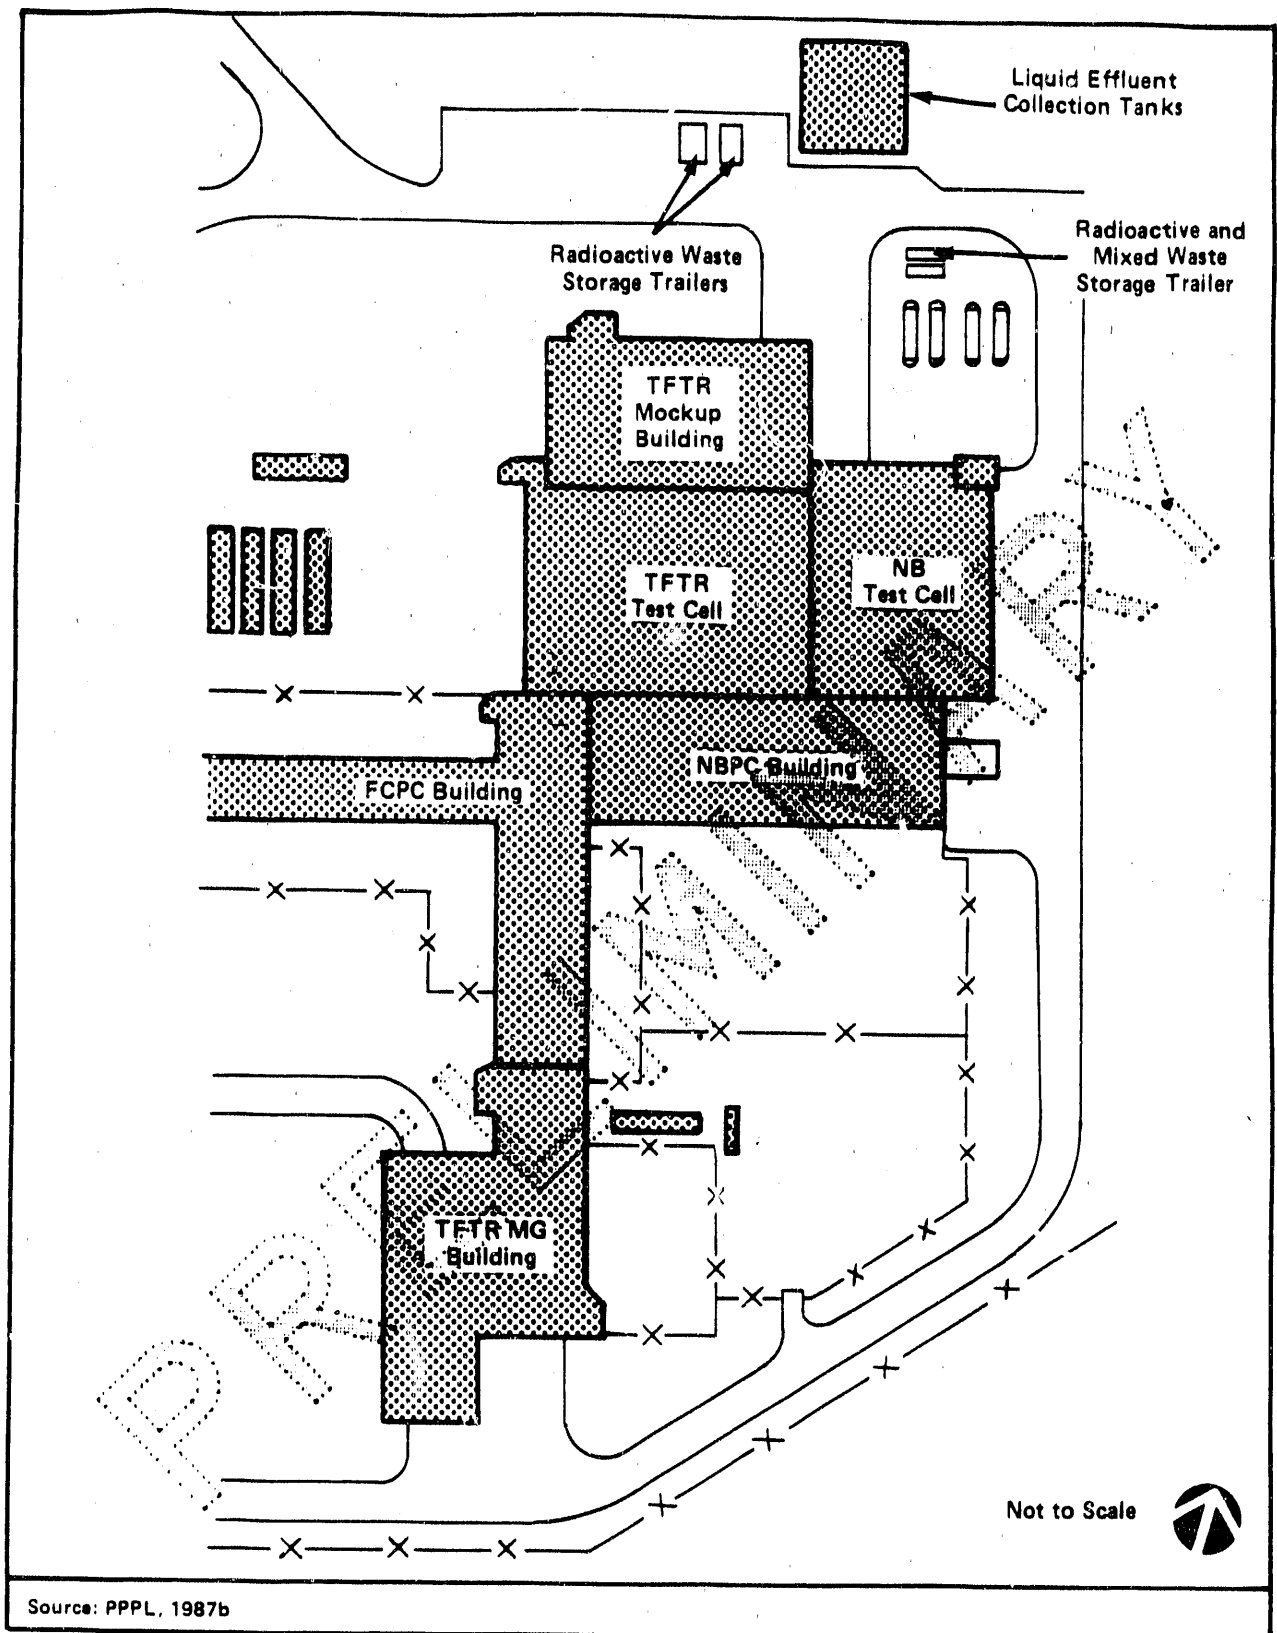 Liquid Effluent
Collection Tanks
Radioactive Waste
Storage Trailers
Radioactive and
Mixed Waste
Storage Trailer
TFTR
Mockup
Building
TFTR
Test Cell
NB
Test Cell
NBPC Building
FCPC Building
TFTR MG
Building
PRELIMINARY
Not to Scale
Source: PPPL, 1987b